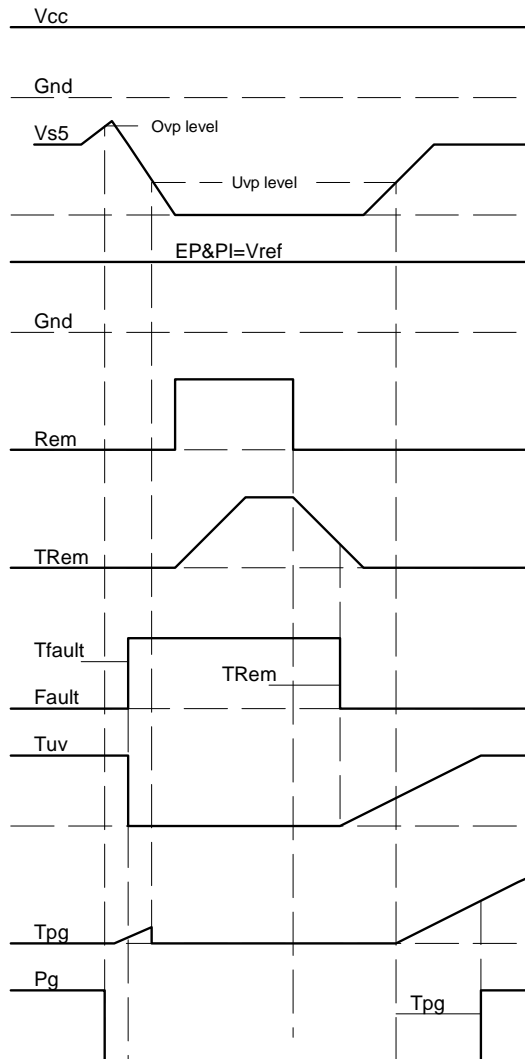 Vcc
Gnd
Ovp level
Vs5
Uvp level
EP&PI=Vref
Gnd
Rem
TRem
Tfault
TRem
Fault
Tuv
Tpg
Pg
Tpg